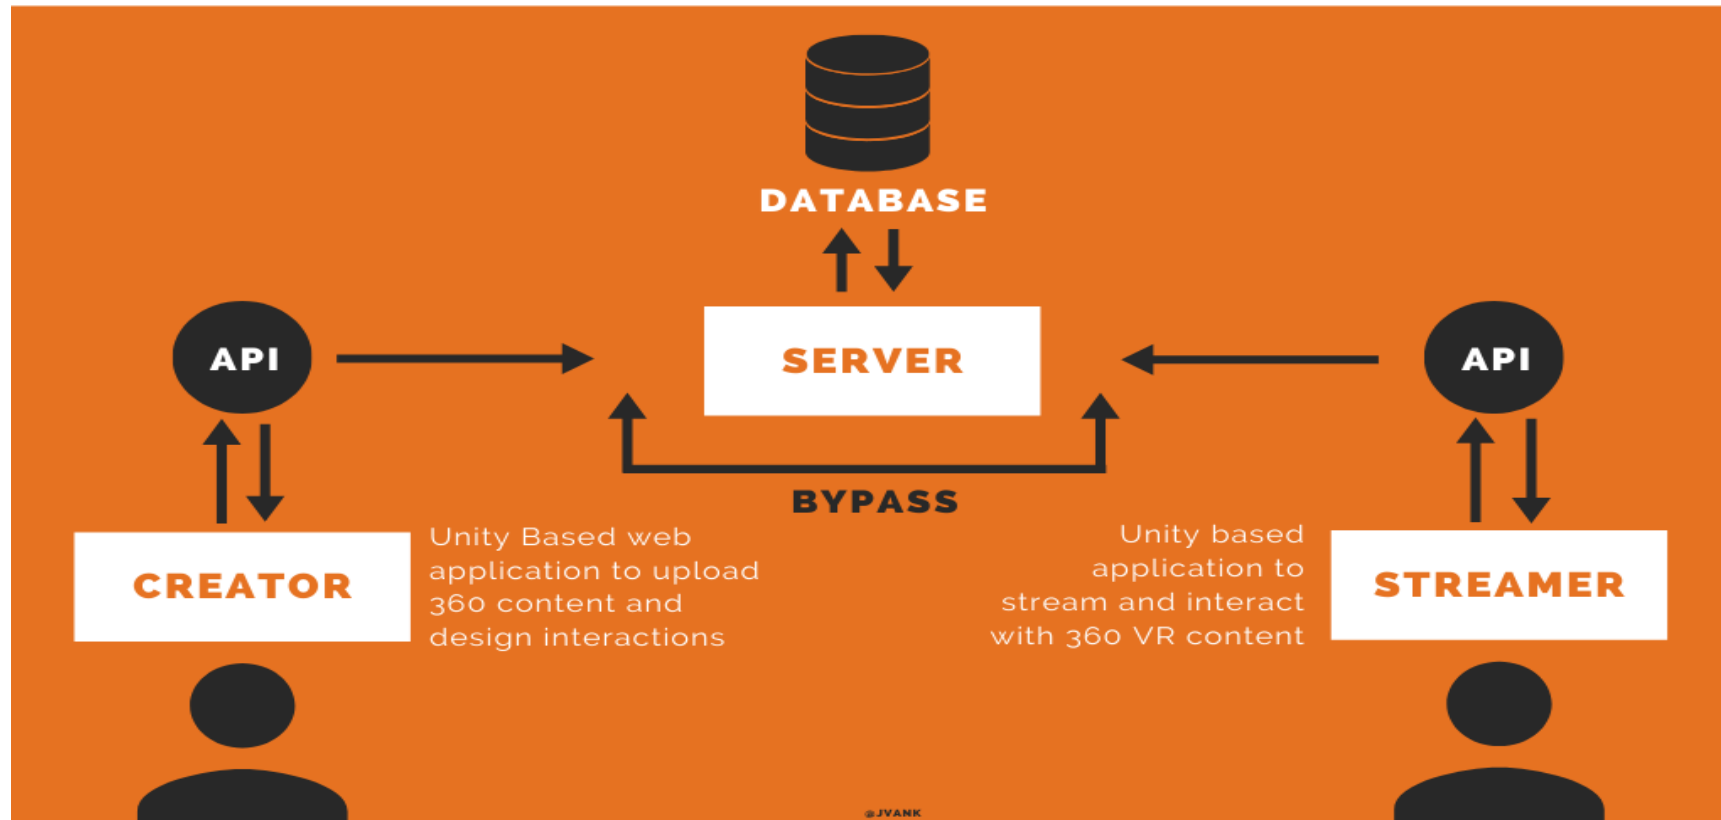 DATABASE
API
SERVER
API
BYPASS
CREATOR
Unity Based web
application to upload
360 content and
design interactions
Unity based
application to
stream and interact
with 360 VR content
STREAMER
@JVANK